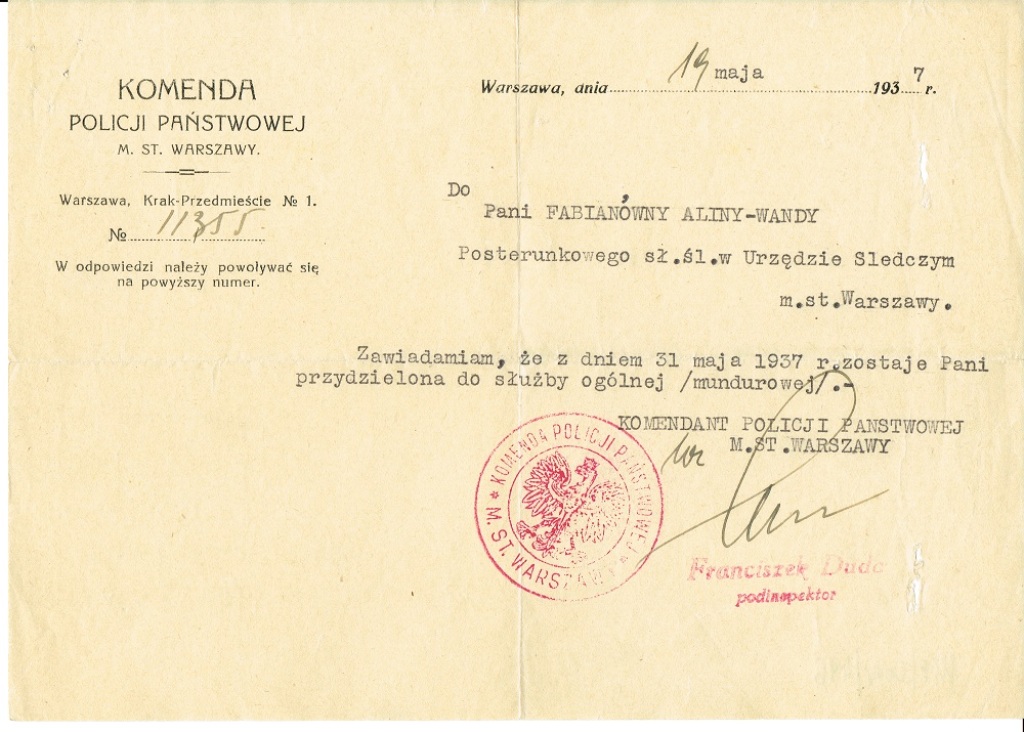 KOMENDA
POLICJI PAŃSTWOWEJ
M. ST. WARSZAWY.
Warszawa, Krak-Przedmieście № 1.
№ 11355
W odpowiedzi należy powoływać się
na powyższy numer.
Warszawa, dnia 19 maja 1937 r.
Do
Pani FABIANÓWNY ALINY-WANDY
Posterunkowego sł.śl.w Urzędzie Sledczym
m.st.Warszawy.
Zawiadamiam, że z dniem 31 maja 1937 r.zostaje Pani
przydzielona do służby ogólnej /mundurowej/.-
KOMENDANT POLICJI PANSTWOWEJ
M.ST.WARSZAWY
KOMENDA POLICJI PAŃSTWOWEJ * M. ST. WARSZAWY *
Franciszek Duda
podinspektor